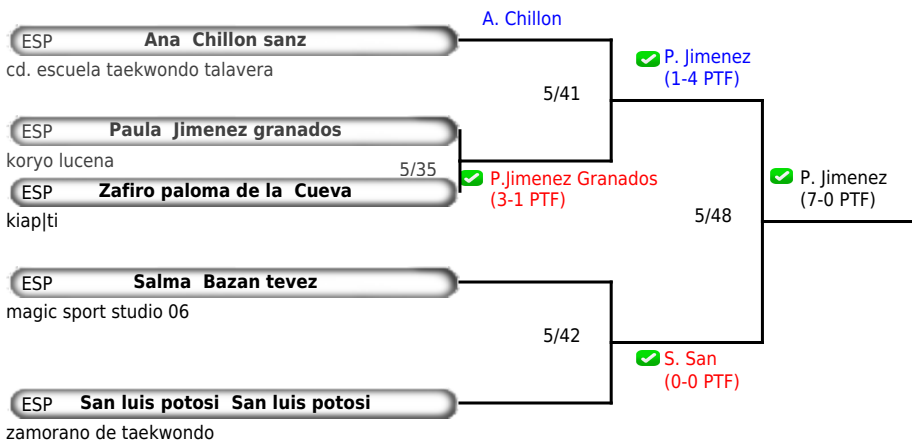 A. Chillon
ESP Ana Chillon sanz
cd. escuela taekwondo talavera
P. Jimenez
(1-4 PTF)
5/41
ESP Paula Jimenez granados
koryo lucena
5/35
P.Jimenez Granados
(3-1 PTF)
ESP Zafiro paloma de la Cueva
kiap|ti
P. Jimenez
(7-0 PTF)
5/48
ESP Salma Bazan tevez
magic sport studio 06
5/42
S. San
(0-0 PTF)
ESP San luis potosi San luis potosi
zamorano de taekwondo